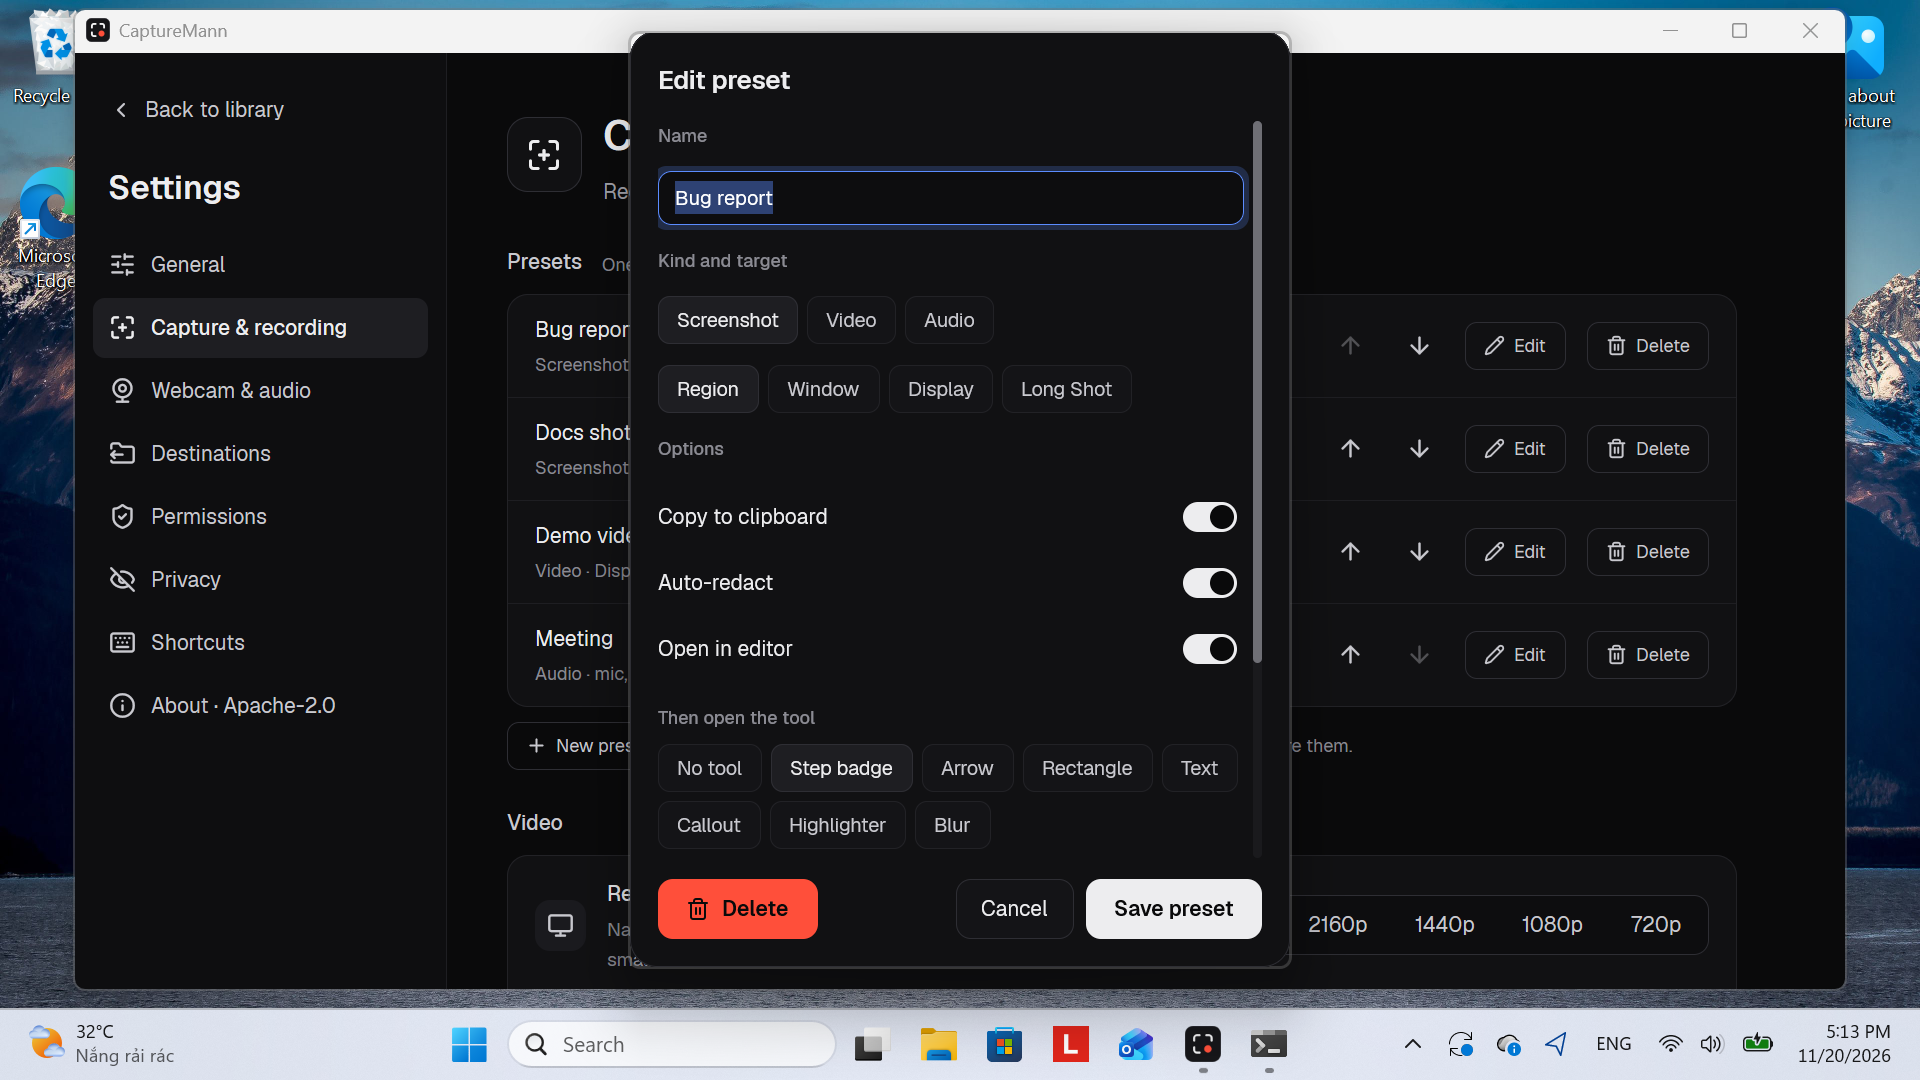 CaptureMann
Recycle
Microso
Edge
about
icture
Back to library
Settings
General
Capture & recording
Webcam & audio
Destinations
Permissions
Privacy
Shortcuts
About · Apache-2.0
C
Re
Presets One
Bug repor
Screenshot
Docs shot
Screenshot
Demo vide
Video · Disp
Meeting
Audio · mic,
New pres
e them.
Video
Re
Na
sma
Edit Delete
Edit Delete
Edit Delete
Edit Delete
2160p 1440p 1080p 720p
Edit preset
Name
Bug report
Kind and target
Screenshot Video Audio
Region Window Display Long Shot
Options
Copy to clipboard
Auto-redact
Open in editor
Then open the tool
No tool Step badge Arrow Rectangle Text
Callout Highlighter Blur
Delete Cancel Save preset
32°C
Nắng rải rác
Search
L
ENG
5:13 PM
11/20/2026